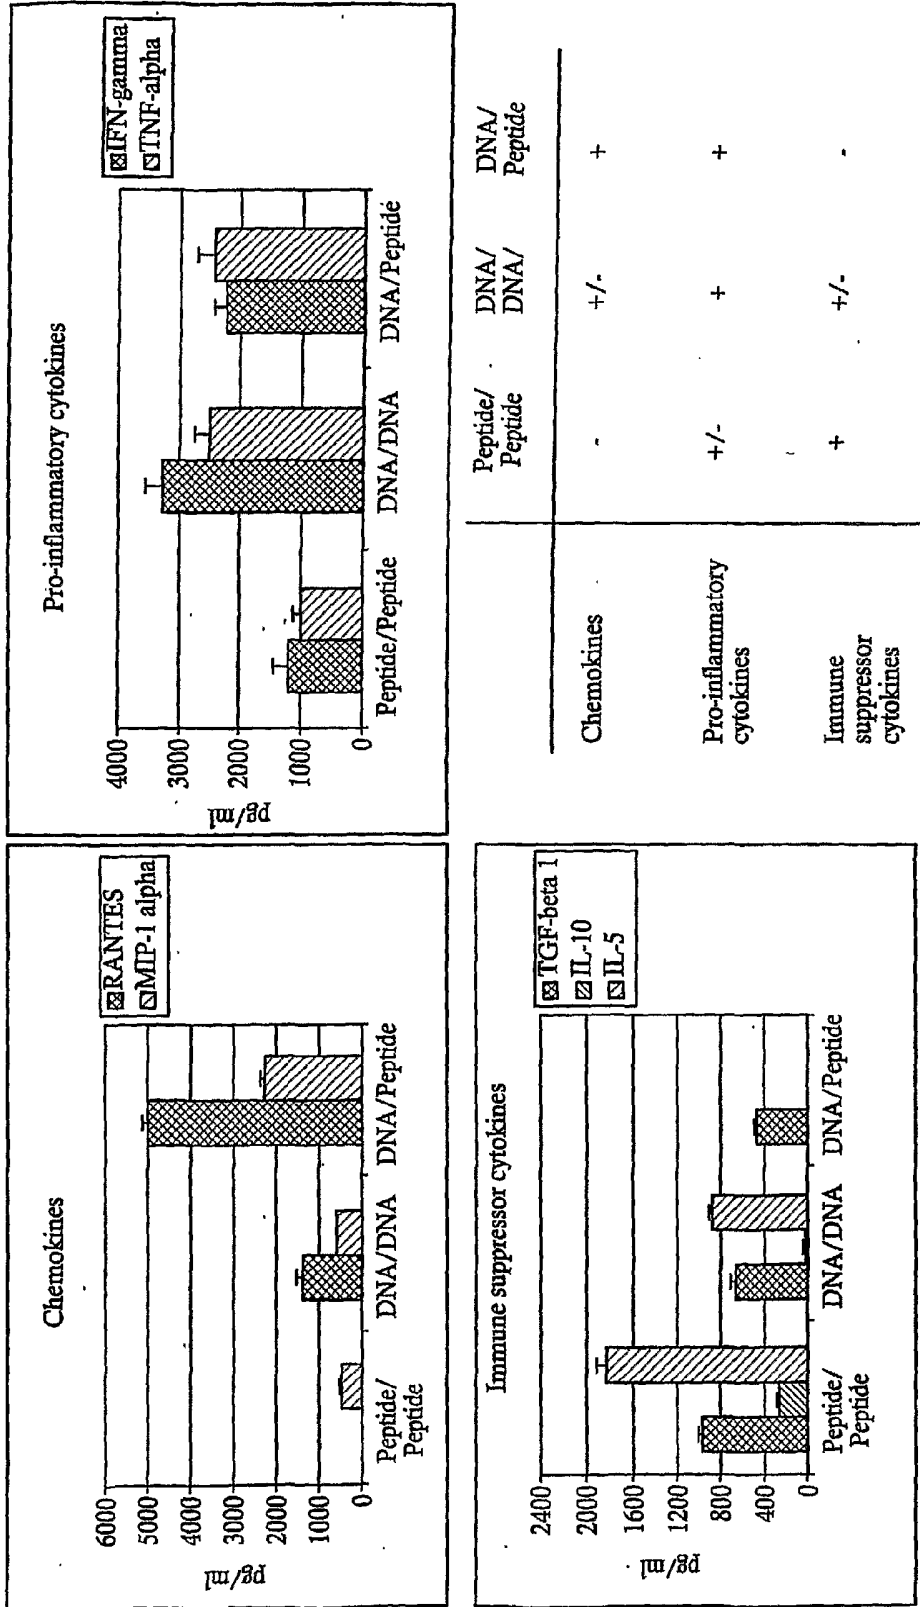 Chemokines
RANTES
MIP-1 alpha
6000
5000
4000
3000
2000
1000
0
pg/ml
Peptide/
Peptide
DNA/DNA
DNA/Peptide
Pro-inflammatory cytokines
IFN-gamma
TNF-alpha
4000
3000
2000
1000
0
pg/ml
Peptide/Peptide
DNA/DNA
DNA/Peptide
Immune suppressor cytokines
TGF-beta 1
IL-10
IL-5
2400
2000
1600
1200
800
400
0
pg/ml
Peptide/
Peptide
DNA/DNA
DNA/Peptide
Peptide/ DNA/ DNA/
Peptide DNA/ Peptide
Chemokines - +/- +
Pro-inflammatory +/- + +
cytokines
Immune + +/- -
suppressor
cytokines